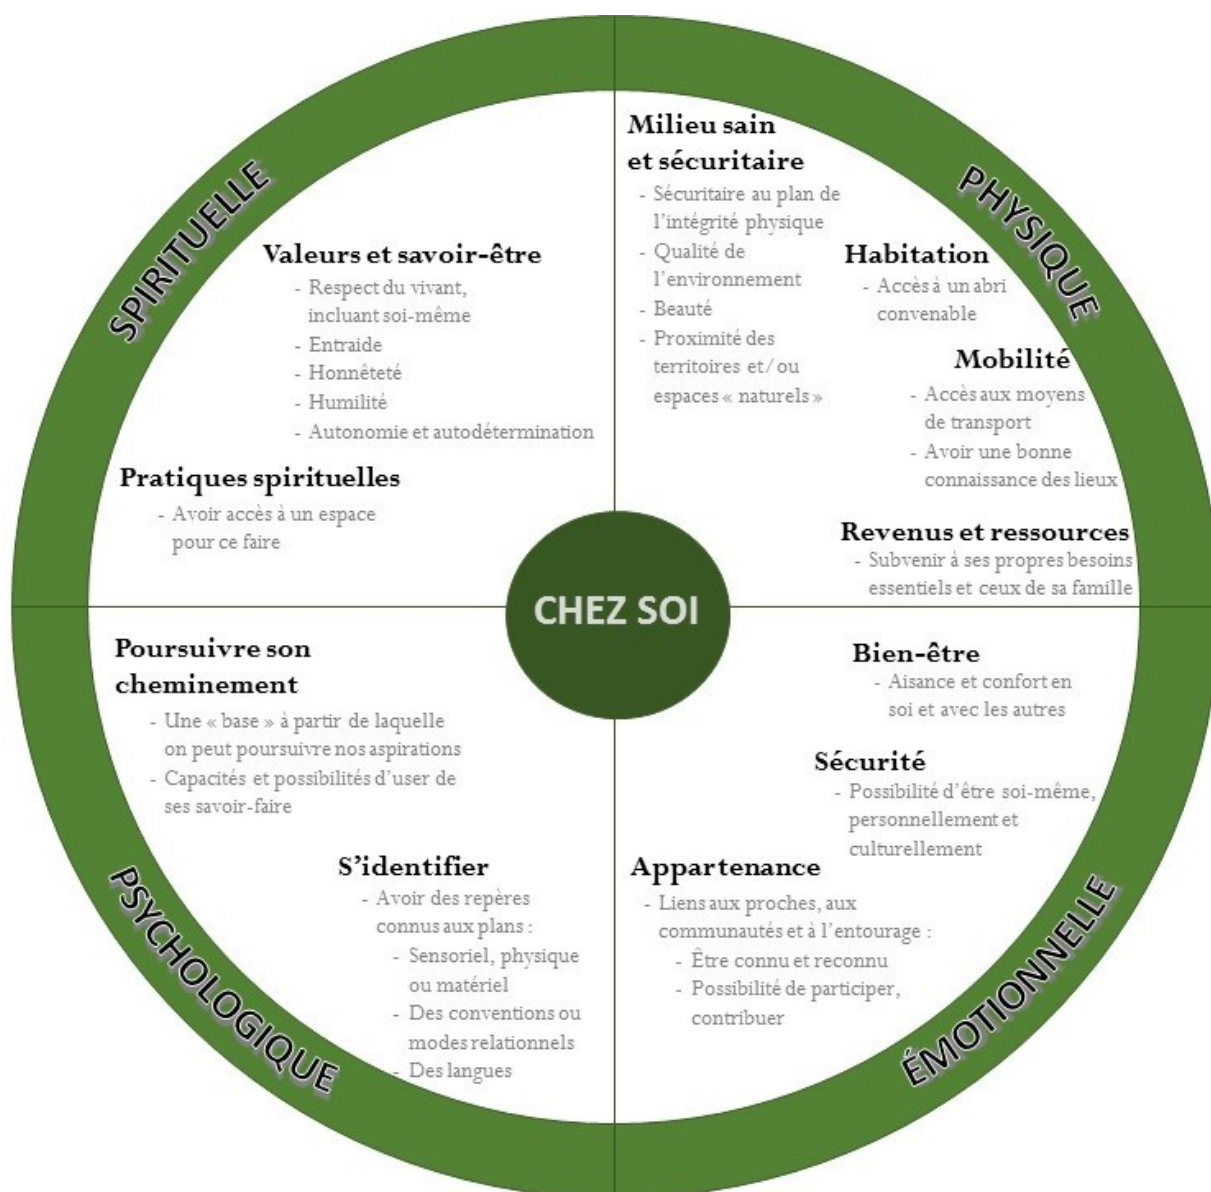 SPIRITUELLE
Valeurs et savoir-être
- Respect du vivant,
incluant soi-même
- Entraide
- Honnêteté
- Humilité
- Autonomie et autodétermination
Pratiques spirituelles
- Avoir accès à un espace
pour ce faire
PHYSIQUE
Milieu sain
et sécuritaire
- Sécuritaire au plan de
l'intégrité physique
- Qualité de
l'environnement
- Beauté
- Proximité des
territoires et/ou
espaces « naturels »
Habitation
- Accès à un abri
convenable
Mobilité
- Accès aux moyens
de transport
- Avoir une bonne
connaissance des lieux
Revenus et ressources
- Subvenir à ses propres besoins
essentiels et ceux de sa famille
CHEZ SOI
Poursuivre son
cheminement
- Une « base » à partir de laquelle
on peut poursuivre nos aspirations
- Capacités et possibilités d'user de
ses savoir-faire
S'identifier
- Avoir des repères
connus aux plans :
- Sensoriel, physique
ou matériel
- Des conventions ou
modes relationnels
- Des langues
PSYCHOLOGIQUE
Bien-être
- Aisance et confort en
soi et avec les autres
Sécurité
- Possibilité d'être soi-même,
personnellement et
culturellement
Appartenance
- Liens aux proches, aux
communautés et à l'entourage :
- Être connu et reconnu
- Possibilité de participer,
contribuer
ÉMOTIONNELLE